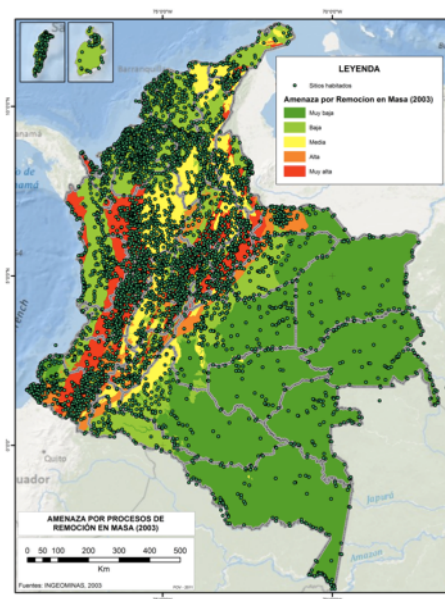 LEYENDA
Sitios habitados
Amenaza por Remocion en Masa (2003)
Muy baja
Baja
Media
Alta
Muy alta
Barranquilla
Quito
Japurá
Amazon
AMENAZA POR PROCESOS DE
REMOCIÓN EN MASA (2003)
0 50 100 200 300 400 500
Km
Fuentes: INGEOMINAS, 2003